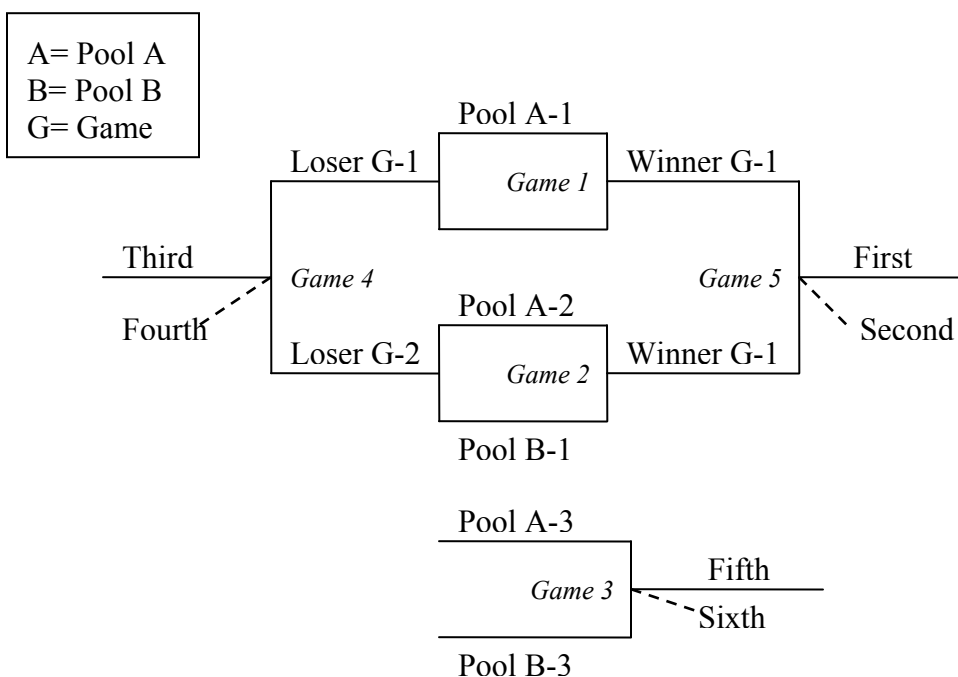 A= Pool A
B= Pool B
G= Game
Pool A-1
Loser G-1
Game 1
Winner G-1
Third
Game 4
Game 5
First
Fourth
Pool A-2
Second
Loser G-2
Game 2
Winner G-1
Pool B-1
Pool A-3
Game 3
Fifth
Sixth
Pool B-3